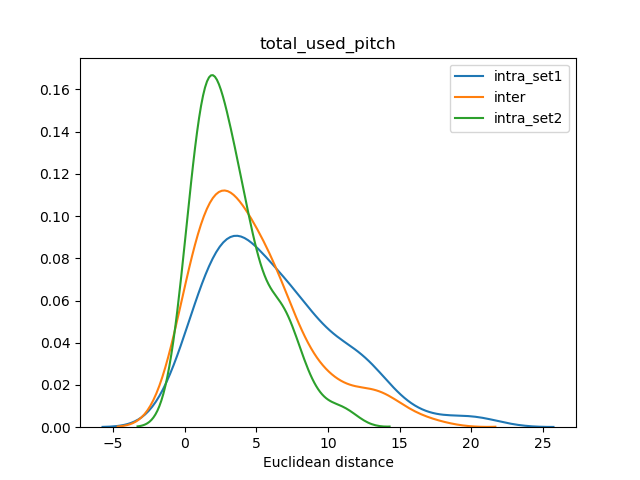 total_used_pitch
intra_set1
inter
intra_set2
0.16
0.14
0.12
0.10
0.08
0.06
0.04
0.02
0.00
−5 0 5 10 15 20 25
Euclidean distance